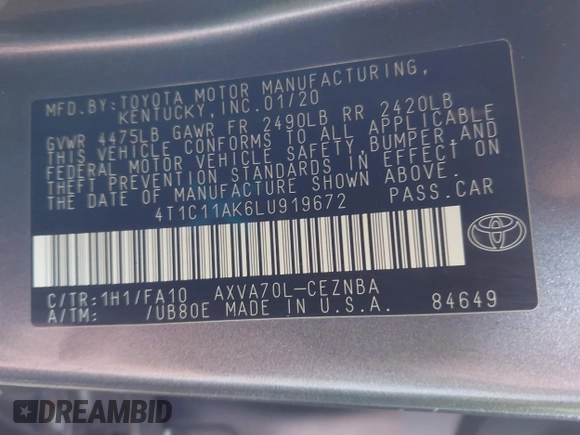 MFD.BY:TOYOTA MOTOR MANUFACTURING,
KENTUCKY, INC.01/20
GVWR 4475LB GAWR FR 2490LB RR 2420LB
THIS VEHICLE CONFORMS TO ALL APPLICABLE
FEDERAL MOTOR VEHICLE SAFETY,BUMPER,AND
THEFT PREVENTION STANDARDS IN EFFECT ON
THE DATE OF MANUFACTURE SHOWN ABOVE.
4T1C11AK6LU919672 PASS.CAR
C/TR:1H1/FA10 AXVA70L-CEZNBA
A/TM: /UB80E MADE IN U.S.A. 84649
DREAMBID